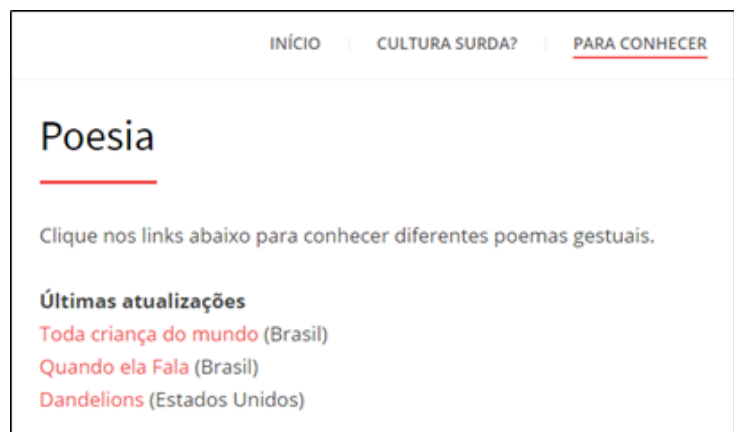 INÍCIO CULTURA SURDA? PARA CONHECER
Poesia
Clique nos links abaixo para conhecer diferentes poemas gestuais.
Últimas atualizações
Toda criança do mundo (Brasil)
Quando ela Fala (Brasil)
Dandelions (Estados Unidos)